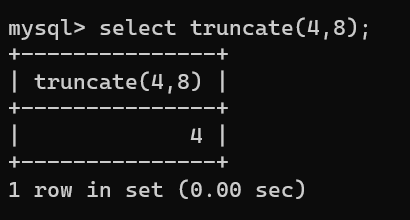 mysql> select truncate(4,8);
+---------------+
| truncate(4,8) |
+---------------+
|             4 |
+---------------+
1 row in set (0.00 sec)